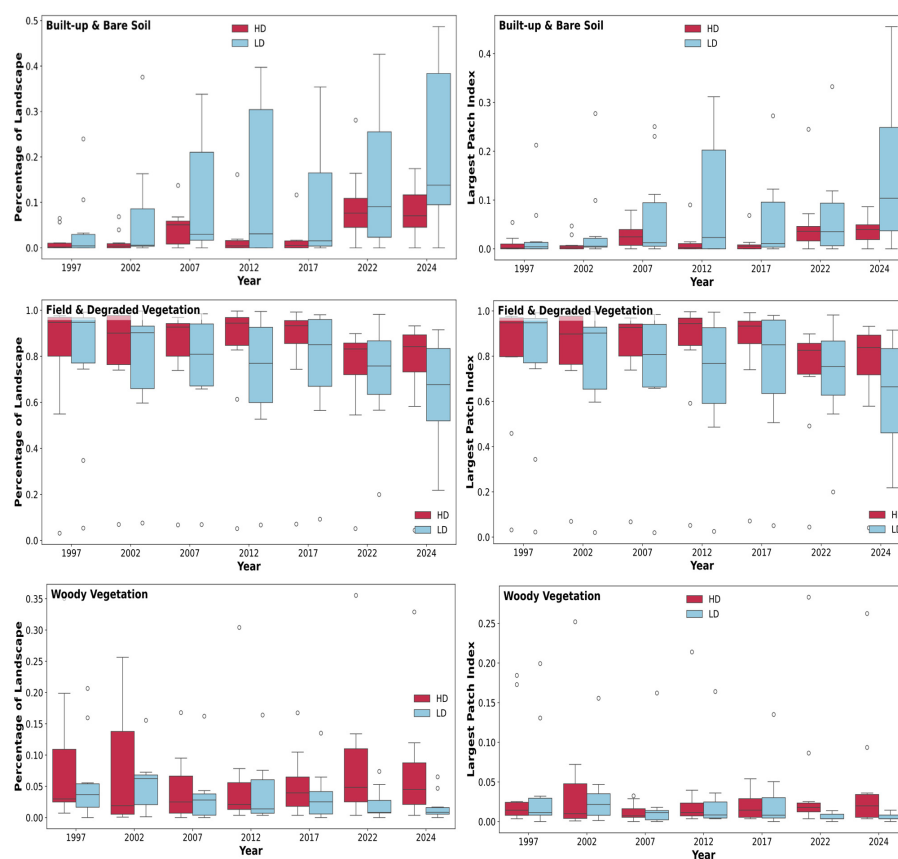 Built-up & Bare Soil
HD
LD
Percentage of Landscape
0.5
0.4
0.3
0.2
0.1
0.0
1997 2002 2007 2012 2017 2022 2024
Year
Built-up & Bare Soil
HD
LD
Largest Patch Index
0.4
0.3
0.2
0.1
0.0
1997 2002 2007 2012 2017 2022 2024
Year
Field & Degraded Vegetation
Percentage of Landscape
1.0
0.8
0.6
0.4
0.2
0.0
1997 2002 2007 2012 2017 2022 2024
Year
Field & Degraded Vegetation
Largest Patch Index
1.0
0.8
0.6
0.4
0.2
0.0
LD
1997 2002 2007 2012 2017 2022 2024
Year
Woody Vegetation
HD
LD
Percentage of Landscape
0.35
0.30
0.25
0.20
0.15
0.10
0.05
0.00
1997 2002 2007 2012 2017 2022 2024
Year
Woody Vegetation
HD
LD
Largest Patch Index
0.25
0.20
0.15
0.10
0.05
0.00
1997 2002 2007 2012 2017 2022 2024
Year